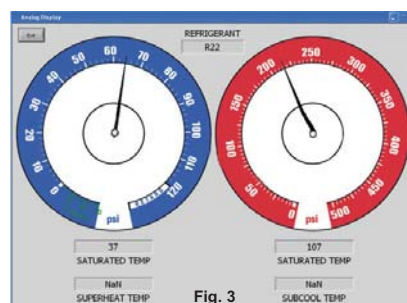 Analog Display
Exit
REFRIGERANT
R22
0
10
20
30
40
50
60
70
80
90
100
110
120
psi
0
50
100
150
200
250
300
350
400
450
500
psi
37
SATURATED TEMP
107
SATURATED TEMP
NaN
SUPERHEAT TEMP
NaN
SUBCOOL TEMP
Fig. 3